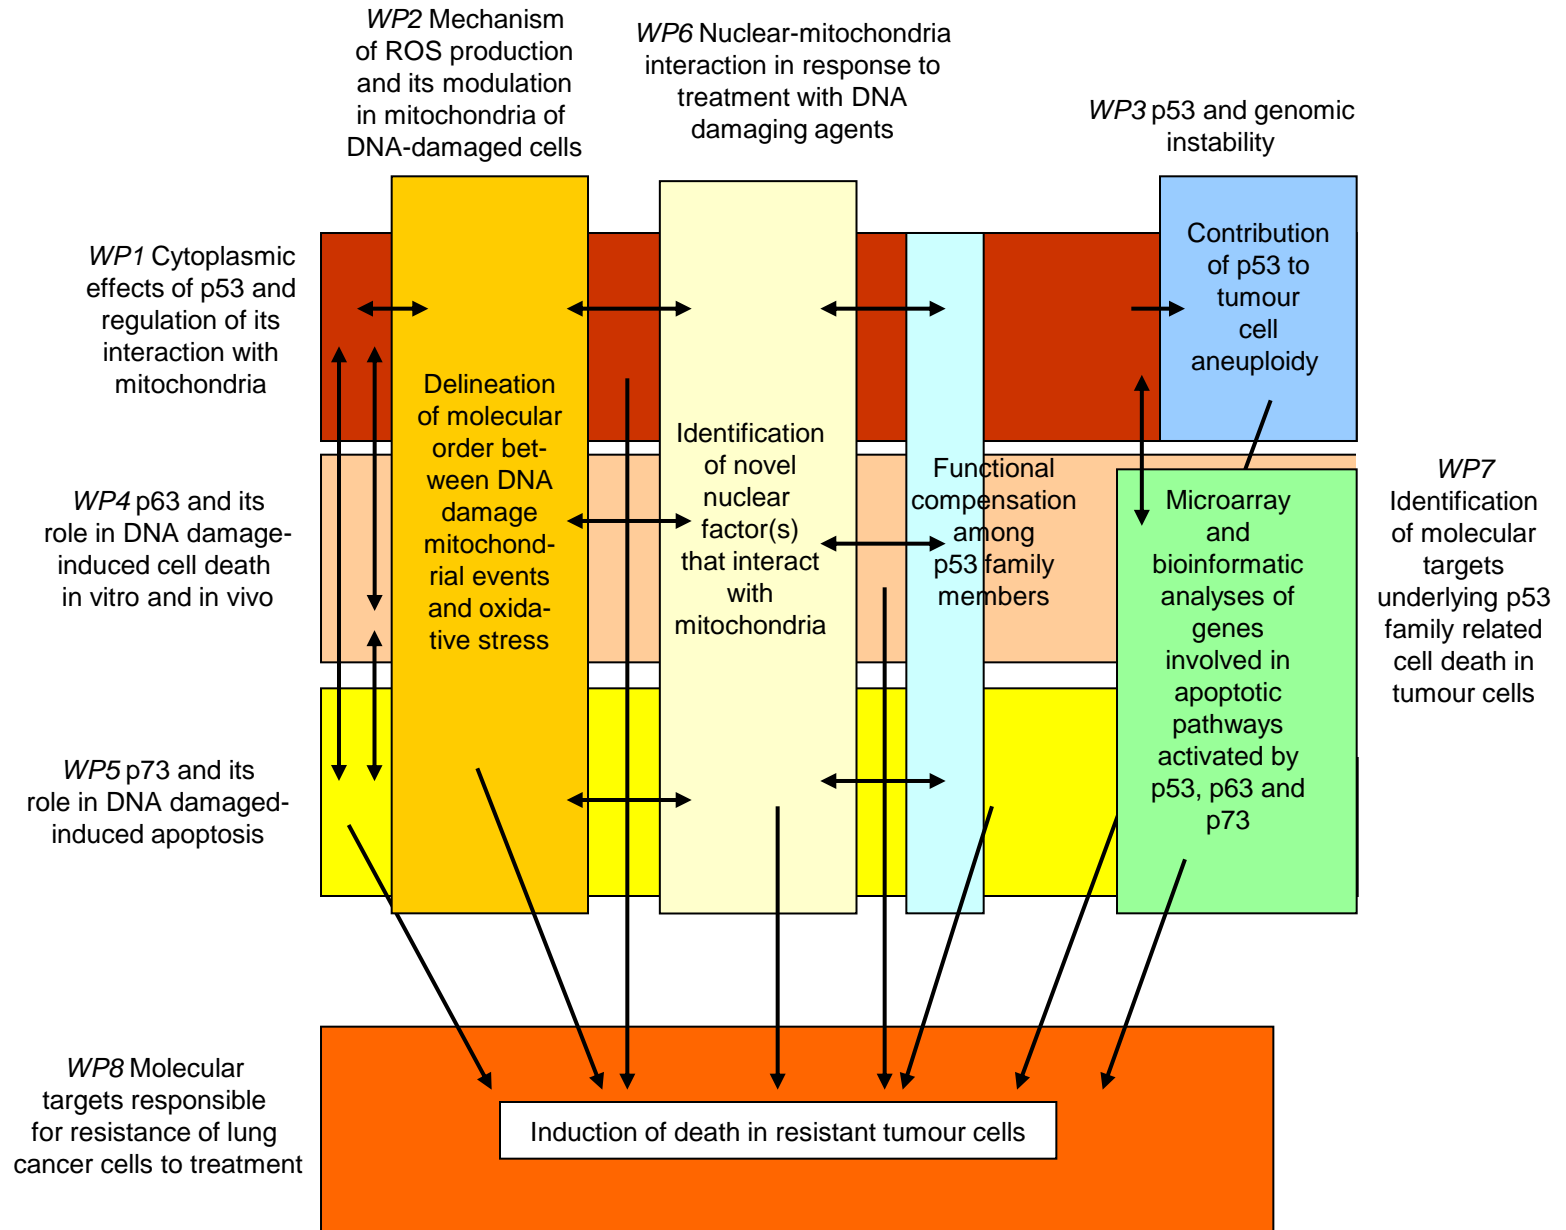 WP2 Mechanism
of ROS production
and its modulation
in mitochondria of
DNA-damaged cells
WP6 Nuclear-mitochondria
interaction in response to
treatment with DNA
damaging agents
WP3 p53 and genomic
instability
WP1 Cytoplasmic
effects of p53 and
regulation of its
interaction with
mitochondria
Contribution
of p53 to
tumour
cell
aneuploidy
Delineation
of molecular
order bet-
ween DNA
damage
mitochond-
rial events
and oxida-
tive stress
Identification
of novel
nuclear
factor(s)
that interact
with
mitochondria
Functional
compensation
among
p53 family
members
WP4 p63 and its
role in DNA damage-
induced cell death
in vitro and in vivo
Microarray
and
bioinformatic
analyses of
genes
involved in
apoptotic
pathways
activated by
p53, p63 and
p73
WP7
Identification
of molecular
targets
underlying p53
family related
cell death in
tumour cells
WP5 p73 and its
role in DNA damaged-
induced apoptosis
WP8 Molecular
targets responsible
for resistance of lung
cancer cells to treatment
Induction of death in resistant tumour cells